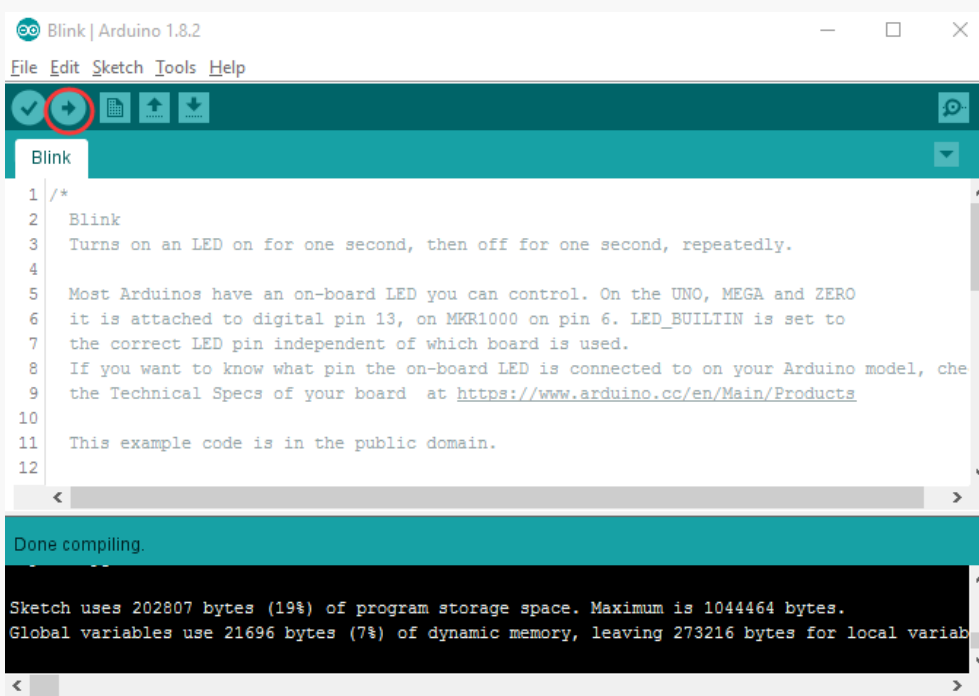 Blink | Arduino 1.8.2
File Edit Sketch Tools Help
Blink
1 /*
2 Blink
3 Turns on an LED on for one second, then off for one second, repeatedly.
4
5 Most Arduinos have an on-board LED you can control. On the UNO, MEGA and ZERO
6 it is attached to digital pin 13, on MKR1000 on pin 6. LED_BUILTIN is set to
7 the correct LED pin independent of which board is used.
8 If you want to know what pin the on-board LED is connected to on your Arduino model, che
9 the Technical Specs of your board at https://www.arduino.cc/en/Main/Products
10
11 This example code is in the public domain.
12
Done compiling.
Sketch uses 202807 bytes (19%) of program storage space. Maximum is 1044464 bytes.
Global variables use 21696 bytes (7%) of dynamic memory, leaving 273216 bytes for local variab